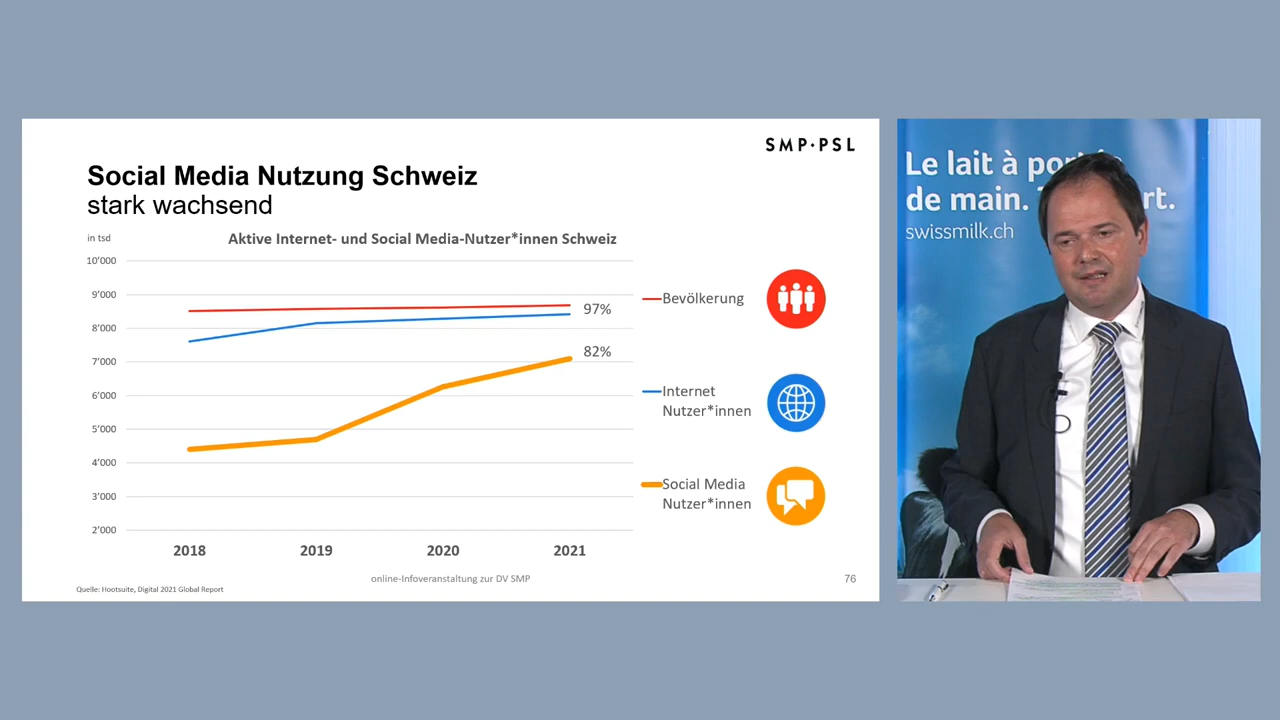 SMP·PSL
Social Media Nutzung Schweiz
stark wachsend
in tsd
Aktive Internet- und Social Media-Nutzer*innen Schweiz
10'000
9'000
8'000
7'000
6'000
5'000
4'000
3'000
2'000
97%
82%
2018
2019
2020
2021
Bevölkerung
Internet
Nutzer*innen
Social Media
Nutzer*innen
online-Infoveranstaltung zur DV SMP
76
Quelle: Hootsuite, Digital 2021 Global Report
Le lait à
de main.
swissmilk.ch